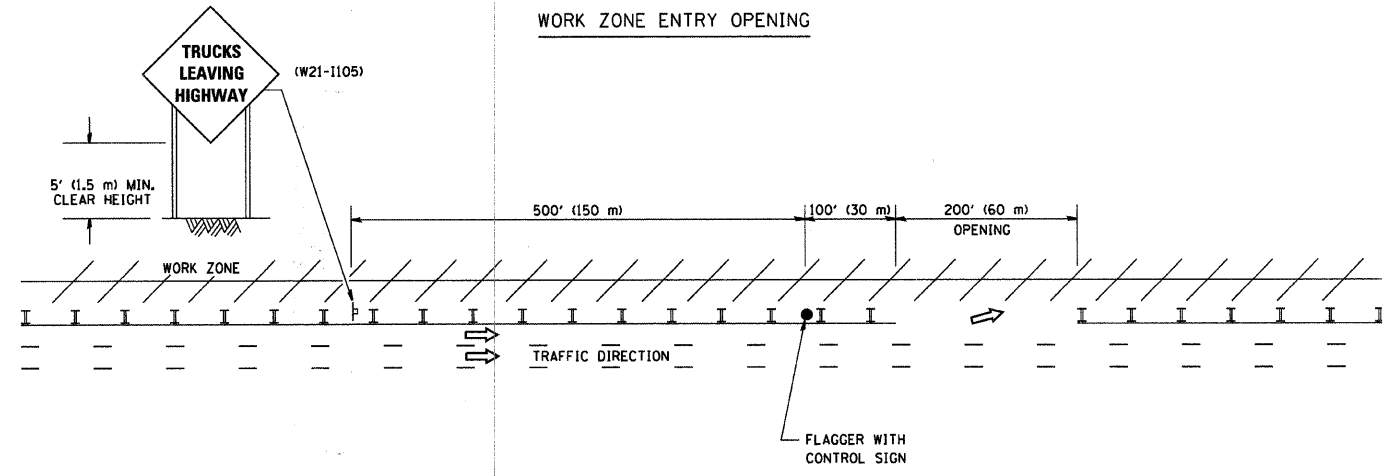 WORK ZONE ENTRY OPENING
TRUCKS
LEAVING
HIGHWAY
(W21-I105)
5' (1.5 m) MIN.
CLEAR HEIGHT
500' (150 m)
100' (30 m)
200' (60 m)
OPENING
WORK ZONE
TRAFFIC DIRECTION
FLAGGER WITH
CONTROL SIGN